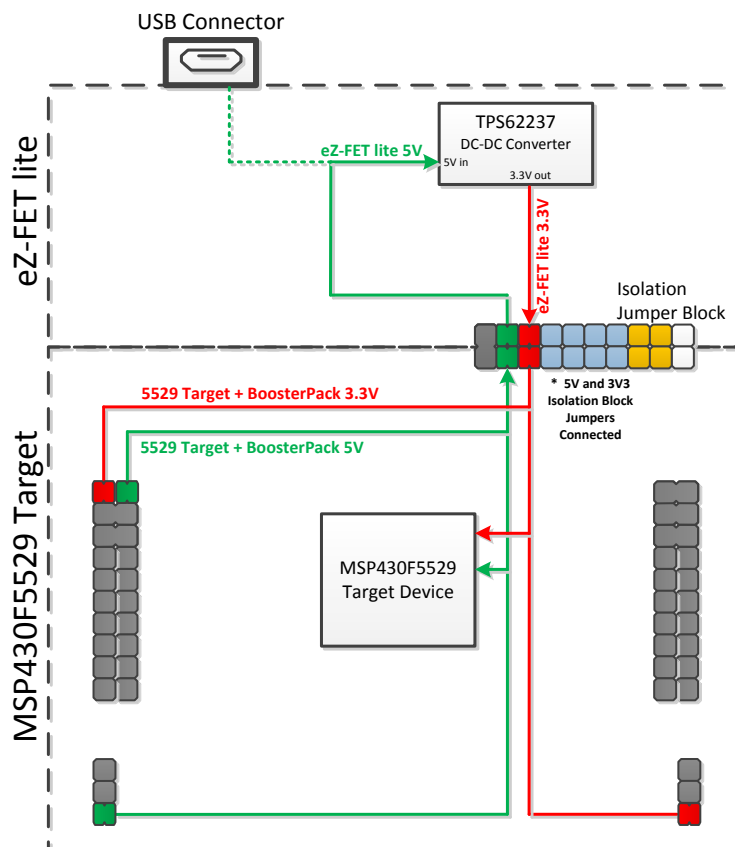 USB Connector
eZ-FET lite
TPS62237
DC-DC Converter
eZ-FET lite 5V
5V in
3.3V out
eZ-FET lite 3.3V
Isolation
Jumper Block
* 5V and 3V3
Isolation Block
Jumpers
Connected
MSP430F5529 Target
5529 Target + BoosterPack 3.3V
5529 Target + BoosterPack 5V
MSP430F5529
Target Device